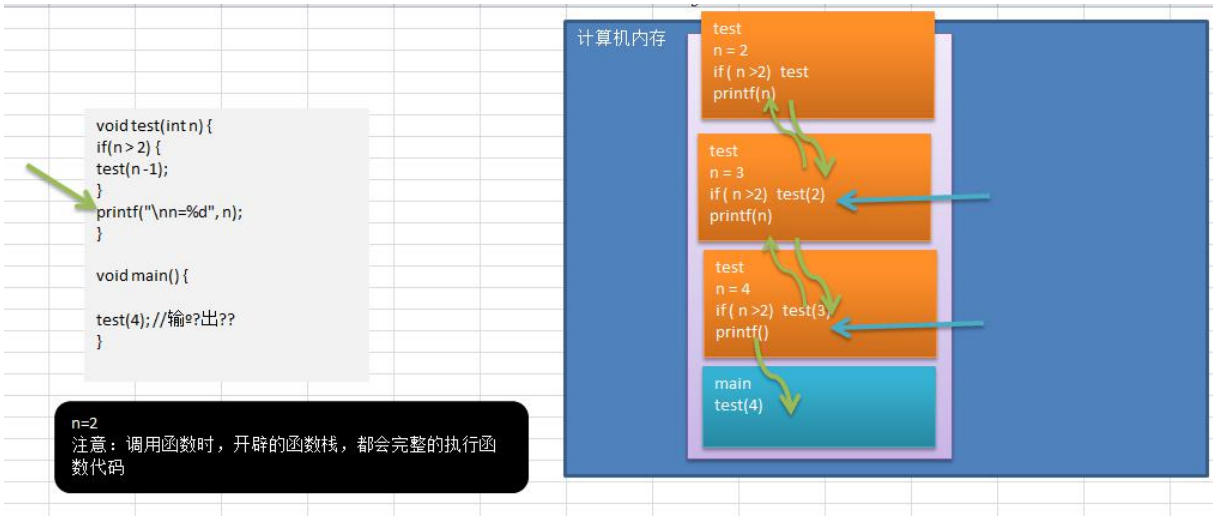 void test(int n) {
if(n > 2) {
test(n -1);
}
printf("\nn=%d", n);
}
void main() {
test(4);//输º?出??
}
n=2
注意：调用函数时，开辟的函数栈，都会完整的执行函
数代码
计算机内存
test
n = 2
if ( n >2)  test
printf(n)
test
n = 3
if ( n >2)  test(2)
printf(n)
test
n = 4
if ( n >2)  test(3)
printf()
main
test(4)